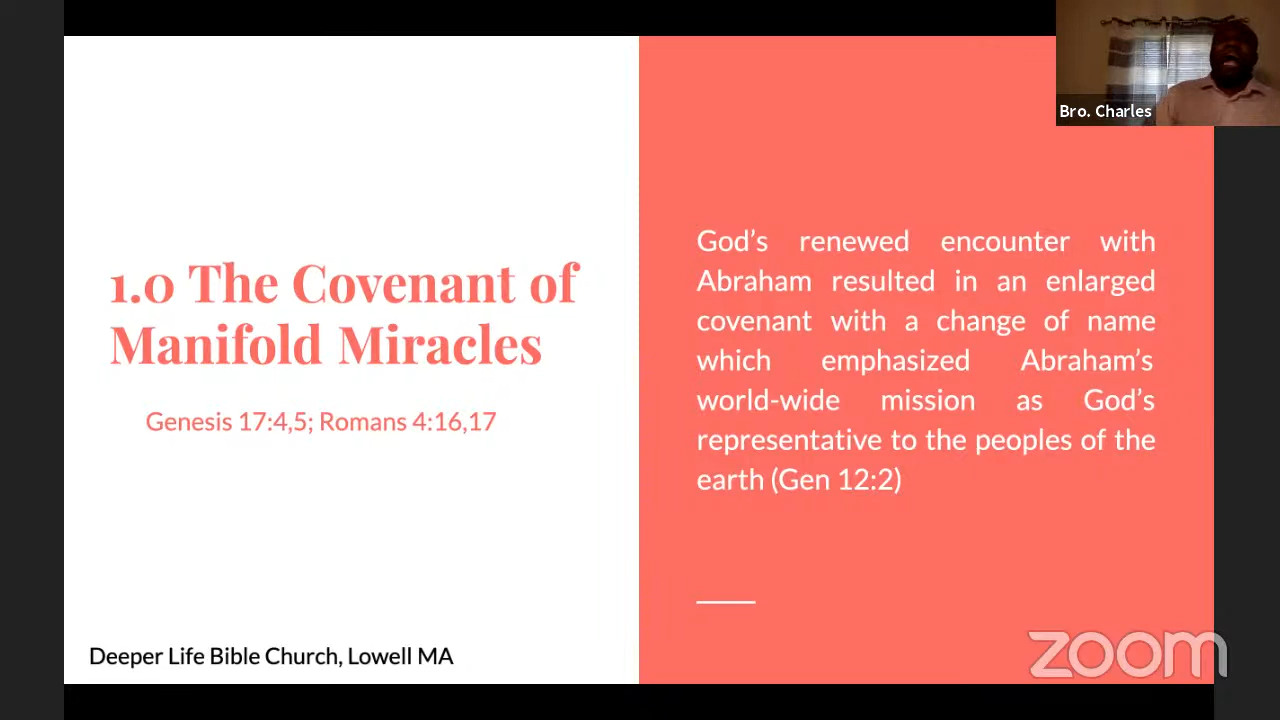 Bro. Charles
1.0 The Covenant of
Manifold Miracles
Genesis 17:4,5; Romans 4:16,17
God's renewed encounter with
Abraham resulted in an enlarged
covenant with a change of name
which emphasized Abraham's
world-wide mission as God's
representative to the peoples of the
earth (Gen 12:2)
Deeper Life Bible Church, Lowell MA
zoom